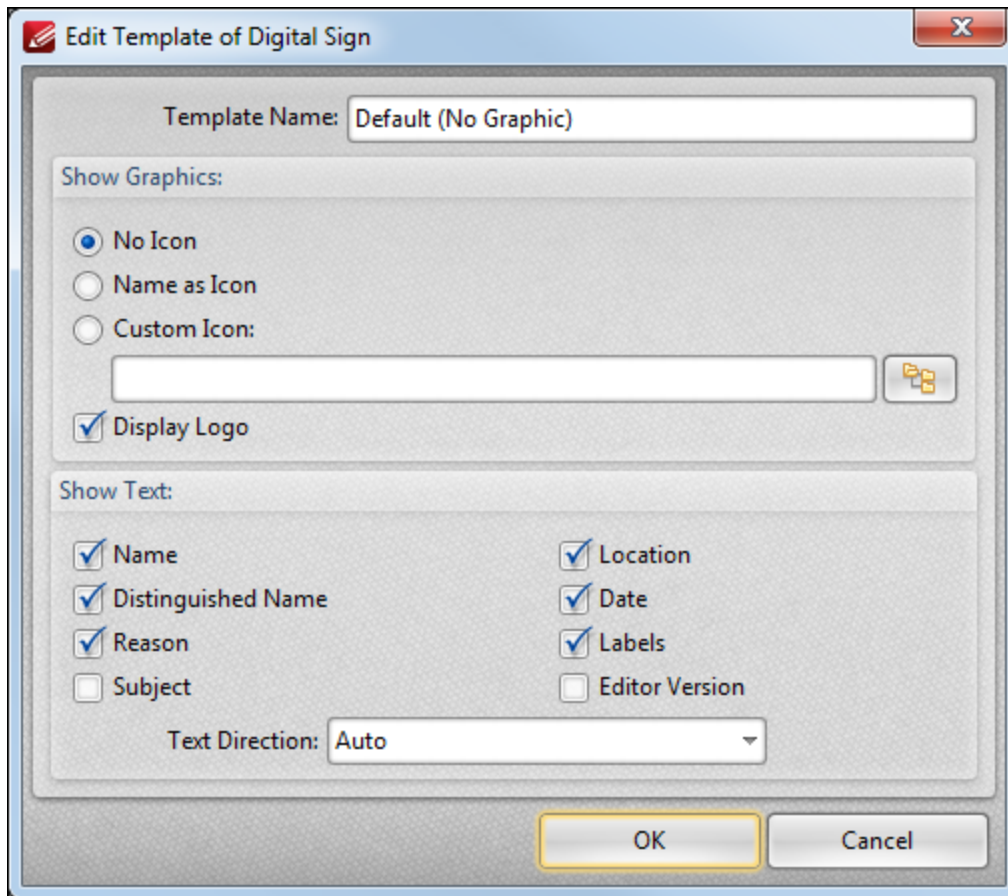 Edit Template of Digital Sign
Template Name: Default (No Graphic)
Show Graphics:
No Icon
Name as Icon
Custom Icon:
Display Logo
Show Text:
Name Location
Distinguished Name Date
Reason Labels
Subject Editor Version
Text Direction: Auto
OK Cancel